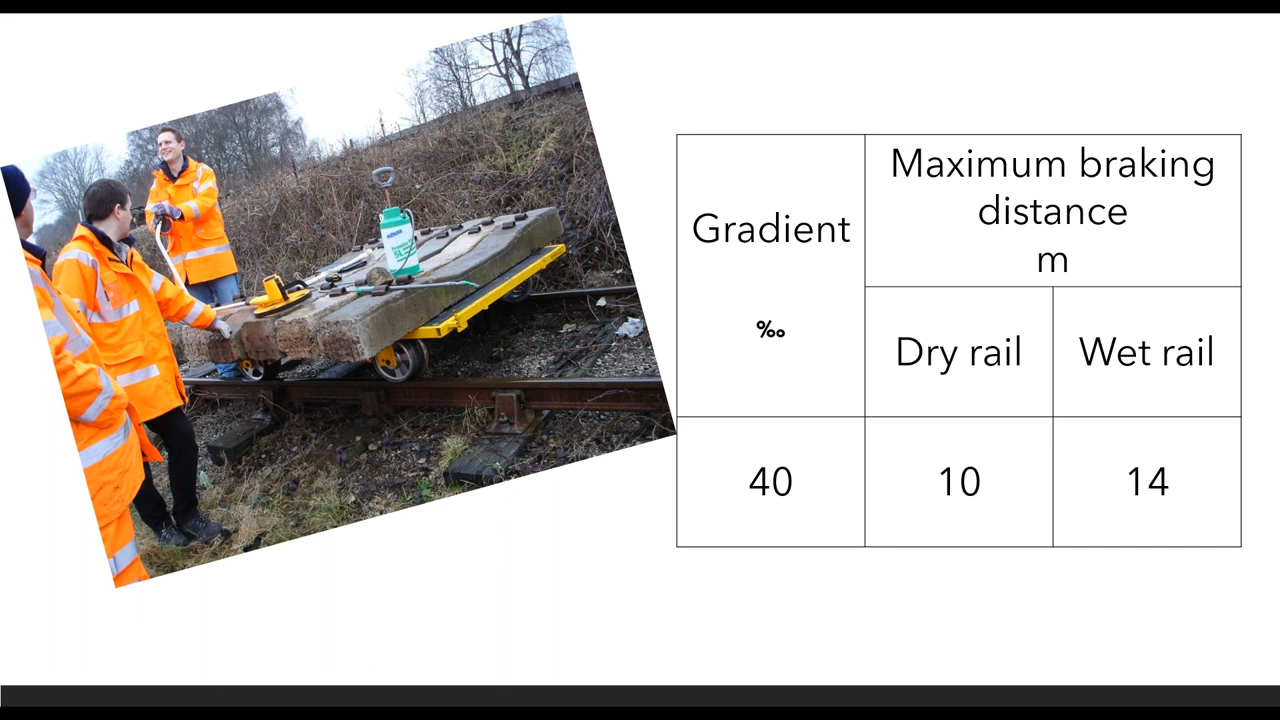 Gradient
‰
Maximum braking
distance
m
Dry rail
Wet rail
40
10
14